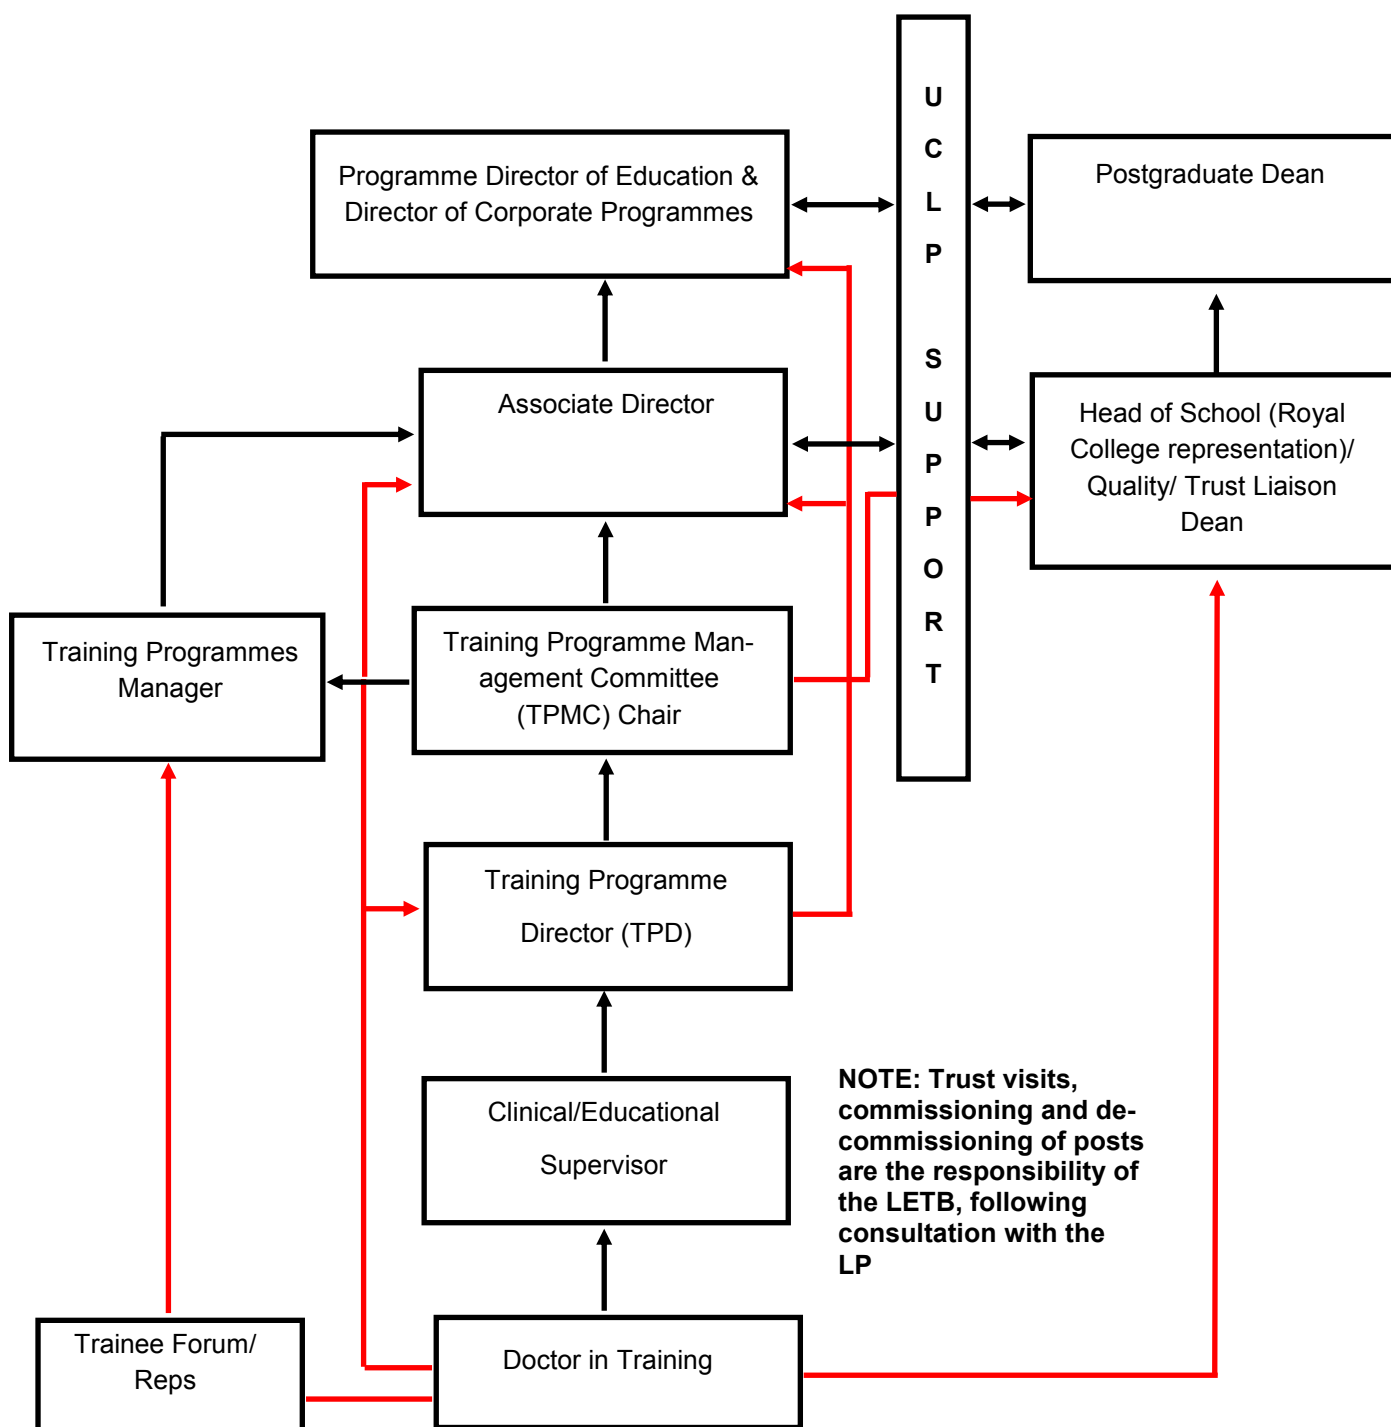 U
C
L
P
S
U
P
P
O
R
T
Programme Director of Education &
Director of Corporate Programmes
Postgraduate Dean
Associate Director
Head of School (Royal
College representation)/
Quality/ Trust Liaison
Dean
Training Programmes
Manager
Training Programme Man-
agement Committee
(TPMC) Chair
Training Programme
Director (TPD)
Clinical/Educational
Supervisor
NOTE: Trust visits,
commissioning and de-
commissioning of posts
are the responsibility of
the LETB, following
consultation with the
LP
Trainee Forum/
Reps
Doctor in Training